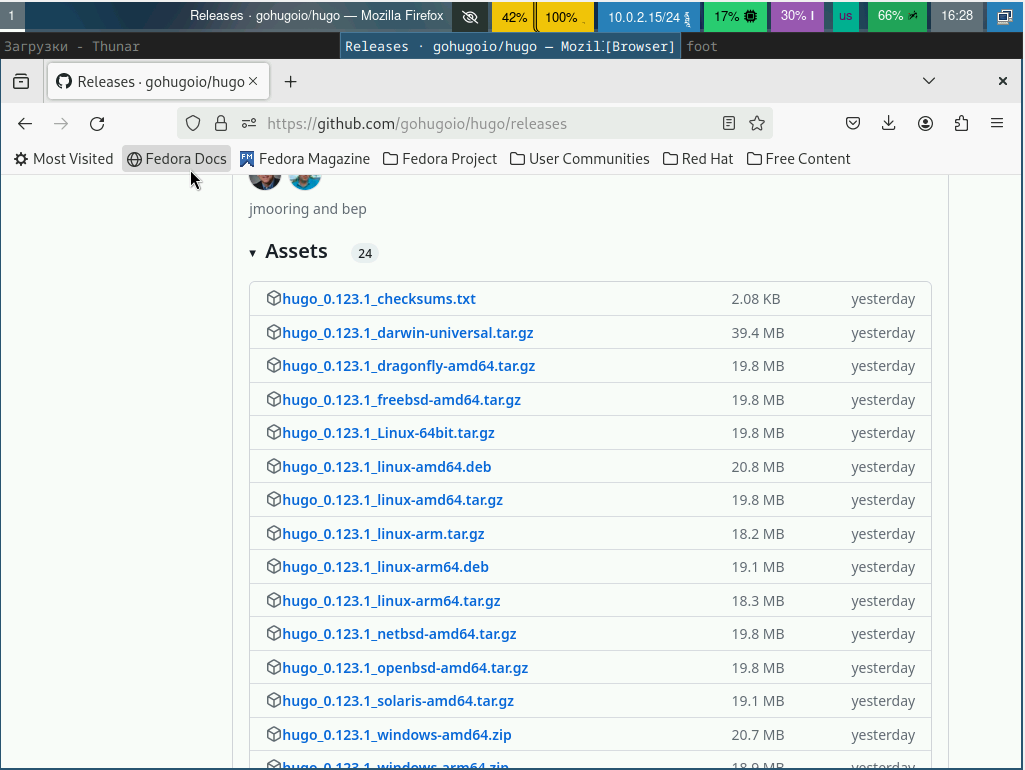 1 Releases · gohugoio/hugo — Mozilla Firefox 42% 100% 10.0.2.15/24 17% 30% us 66% 16:28
Загрузки - Thunar Releases · gohugoio/hugo — Mozil [Browser] foot
Releases · gohugoio/hugo
https://github.com/gohugoio/hugo/releases
Most Visited Fedora Docs Fedora Magazine Fedora Project User Communities Red Hat Free Content
jmooring and bep
Assets 24
hugo_0.123.1_checksums.txt 2.08 KB yesterday
hugo_0.123.1_darwin-universal.tar.gz 39.4 MB yesterday
hugo_0.123.1_dragonfly-amd64.tar.gz 19.8 MB yesterday
hugo_0.123.1_freebsd-amd64.tar.gz 19.8 MB yesterday
hugo_0.123.1_Linux-64bit.tar.gz 19.8 MB yesterday
hugo_0.123.1_linux-amd64.deb 20.8 MB yesterday
hugo_0.123.1_linux-amd64.tar.gz 19.8 MB yesterday
hugo_0.123.1_linux-arm.tar.gz 18.2 MB yesterday
hugo_0.123.1_linux-arm64.deb 19.1 MB yesterday
hugo_0.123.1_linux-arm64.tar.gz 18.3 MB yesterday
hugo_0.123.1_netbsd-amd64.tar.gz 19.8 MB yesterday
hugo_0.123.1_openbsd-amd64.tar.gz 19.8 MB yesterday
hugo_0.123.1_solaris-amd64.tar.gz 19.1 MB yesterday
hugo_0.123.1_windows-amd64.zip 20.7 MB yesterday
hugo_0.123.1_windows-arm64.zip 18.9 MB yesterday